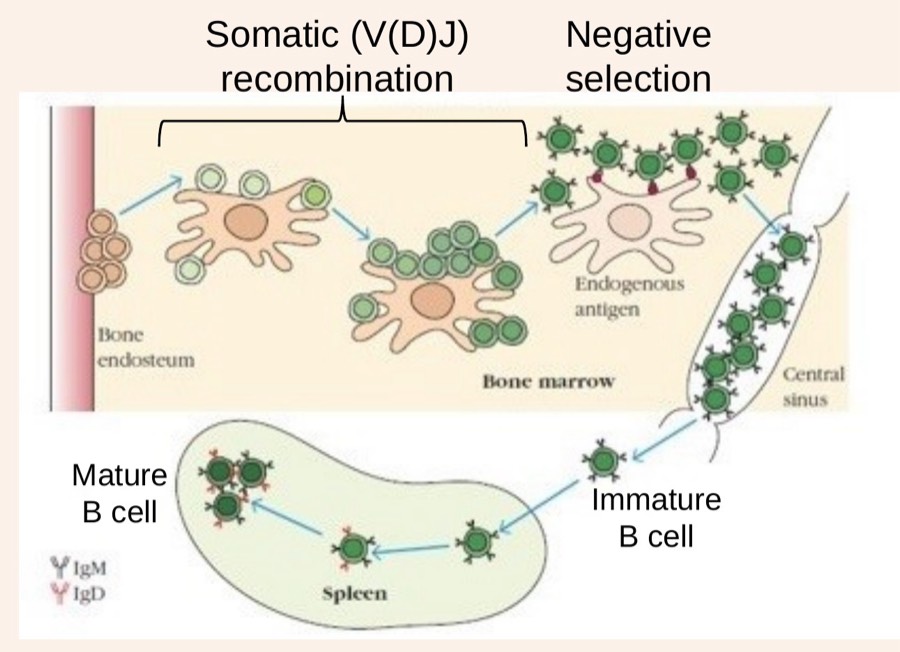 Somatic (V(D)J)
recombination
Negative
selection
Endogenous
antigen
Bone
endosteum
Bone marrow
Central
sinus
Mature
B cell
Immature
B cell
IgM
IgD
Spleen